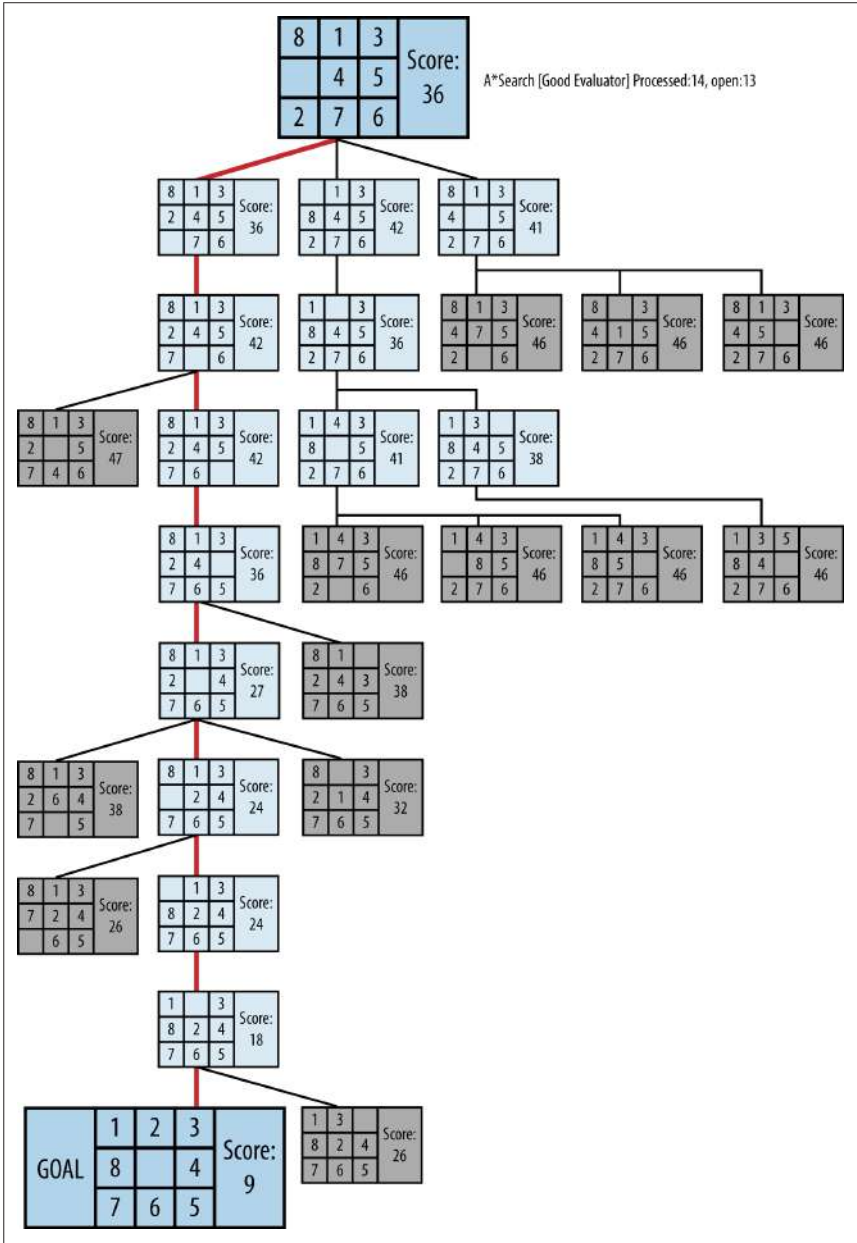 8 1 3
4 5
2 7 6
Score:
36
A*Search [Good Evaluator] Processed:14, open:13
8 1 3
2 4 5
7 6
Score:
36
1 3
8 4 5
2 7 6
Score:
42
8 1 3
4 5
2 7 6
Score:
41
8 1 3
2 4 5
7 6
Score:
42
1 3
8 4 5
2 7 6
Score:
36
8 1 3
4 7 5
2 6
Score:
46
8 3
4 1 5
2 7 6
Score:
46
8 1 3
4 5
2 7 6
Score:
46
8 1 3
2 5
7 4 6
Score:
47
8 1 3
2 4 5
7 6
Score:
42
1 4 3
8 5
2 7 6
Score:
41
1 3
8 4 5
2 7 6
Score:
38
8 1 3
2 4
7 6 5
Score:
36
1 4 3
8 7 5
2 6
Score:
46
1 4 3
8 5
2 7 6
Score:
46
1 4 3
8 5
2 7 6
Score:
46
1 3 5
8 4
2 7 6
Score:
46
8 1 3
2 4
7 6 5
Score:
27
8 1
2 4 3
7 6 5
Score:
38
8 1 3
2 6 4
7 5
Score:
38
8 1 3
2 4
7 6 5
Score:
24
8 3
2 1 4
7 6 5
Score:
32
8 1 3
7 2 4
6 5
Score:
26
1 3
8 2 4
7 6 5
Score:
24
1 3
8 2 4
7 6 5
Score:
18
GOAL
1 2 3
8 4
7 6 5
Score:
9
1 3
8 2 4
7 6 5
Score:
26